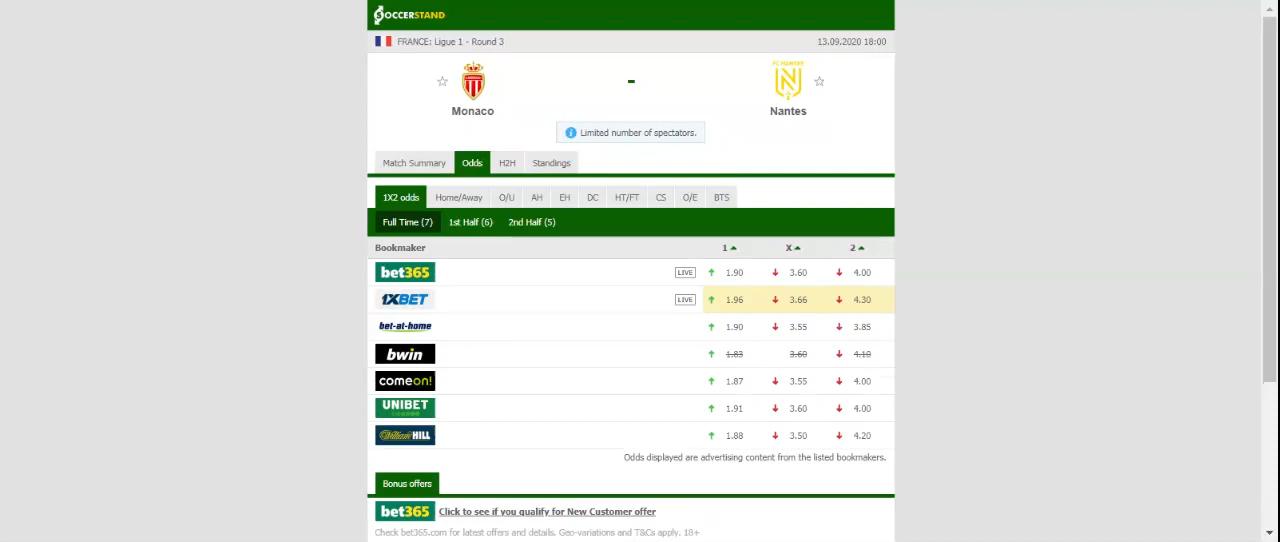 SOCCERSTAND
FRANCE: Ligue 1 - Round 3 13.09.2020 18:00
FC NANTES
-
Monaco Nantes
Limited number of spectators.
Match Summary Odds H2H Standings
1X2 odds Home/Away O/U AH EH DC HT/FT CS O/E BTS
Full Time (7) 1st Half (6) 2nd Half (5)
Bookmaker 1 X 2
bet365 LIVE 1.90 3.60 4.00
1XBET LIVE 1.96 3.66 4.30
bet-at-home 1.90 3.55 3.85
bwin 1.83 3.60 4.10
comeon! 1.87 3.55 4.00
UNIBET 1.91 3.60 4.00
William HILL 1.88 3.50 4.20
Odds displayed are advertising content from the listed bookmakers.
Bonus offers
bet365 Click to see if you qualify for New Customer offer
Check bet365.com for latest offers and details. Geo-variations and T&Cs apply. 18+